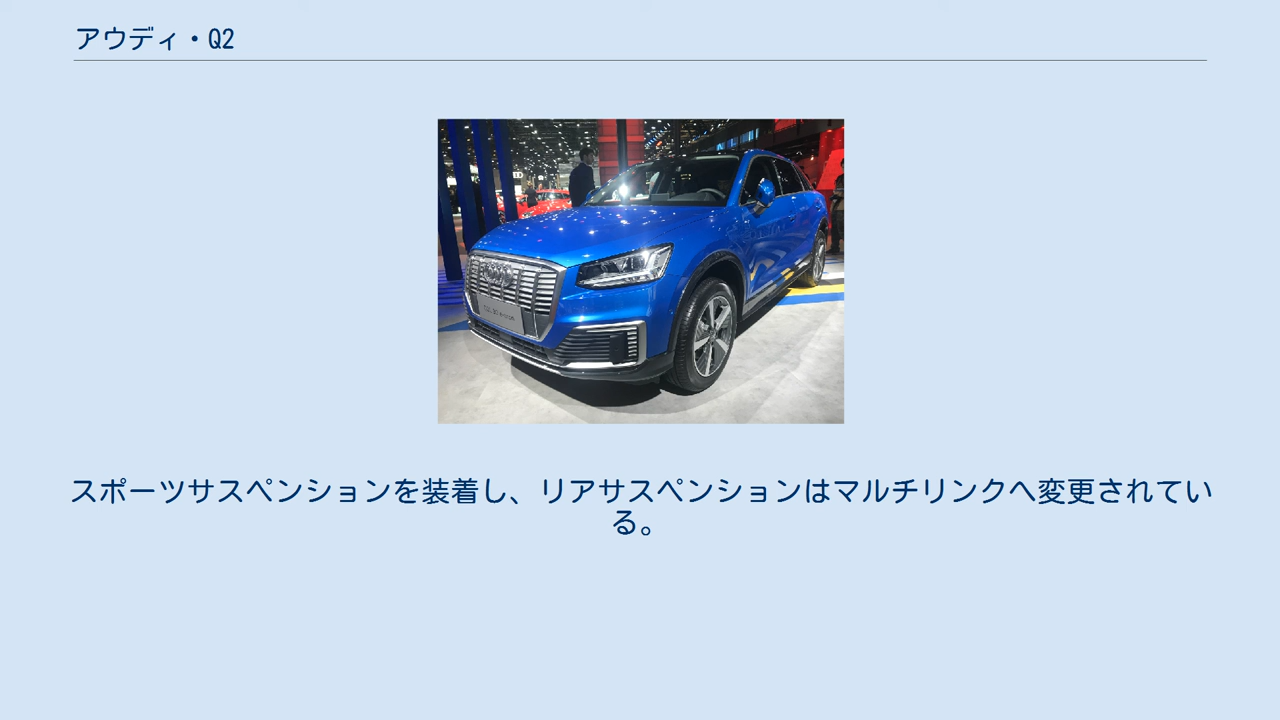 アウディ・Q2
スポーツサスペンションを装着し、リアサスペンションはマルチリンクへ変更されてい
る。